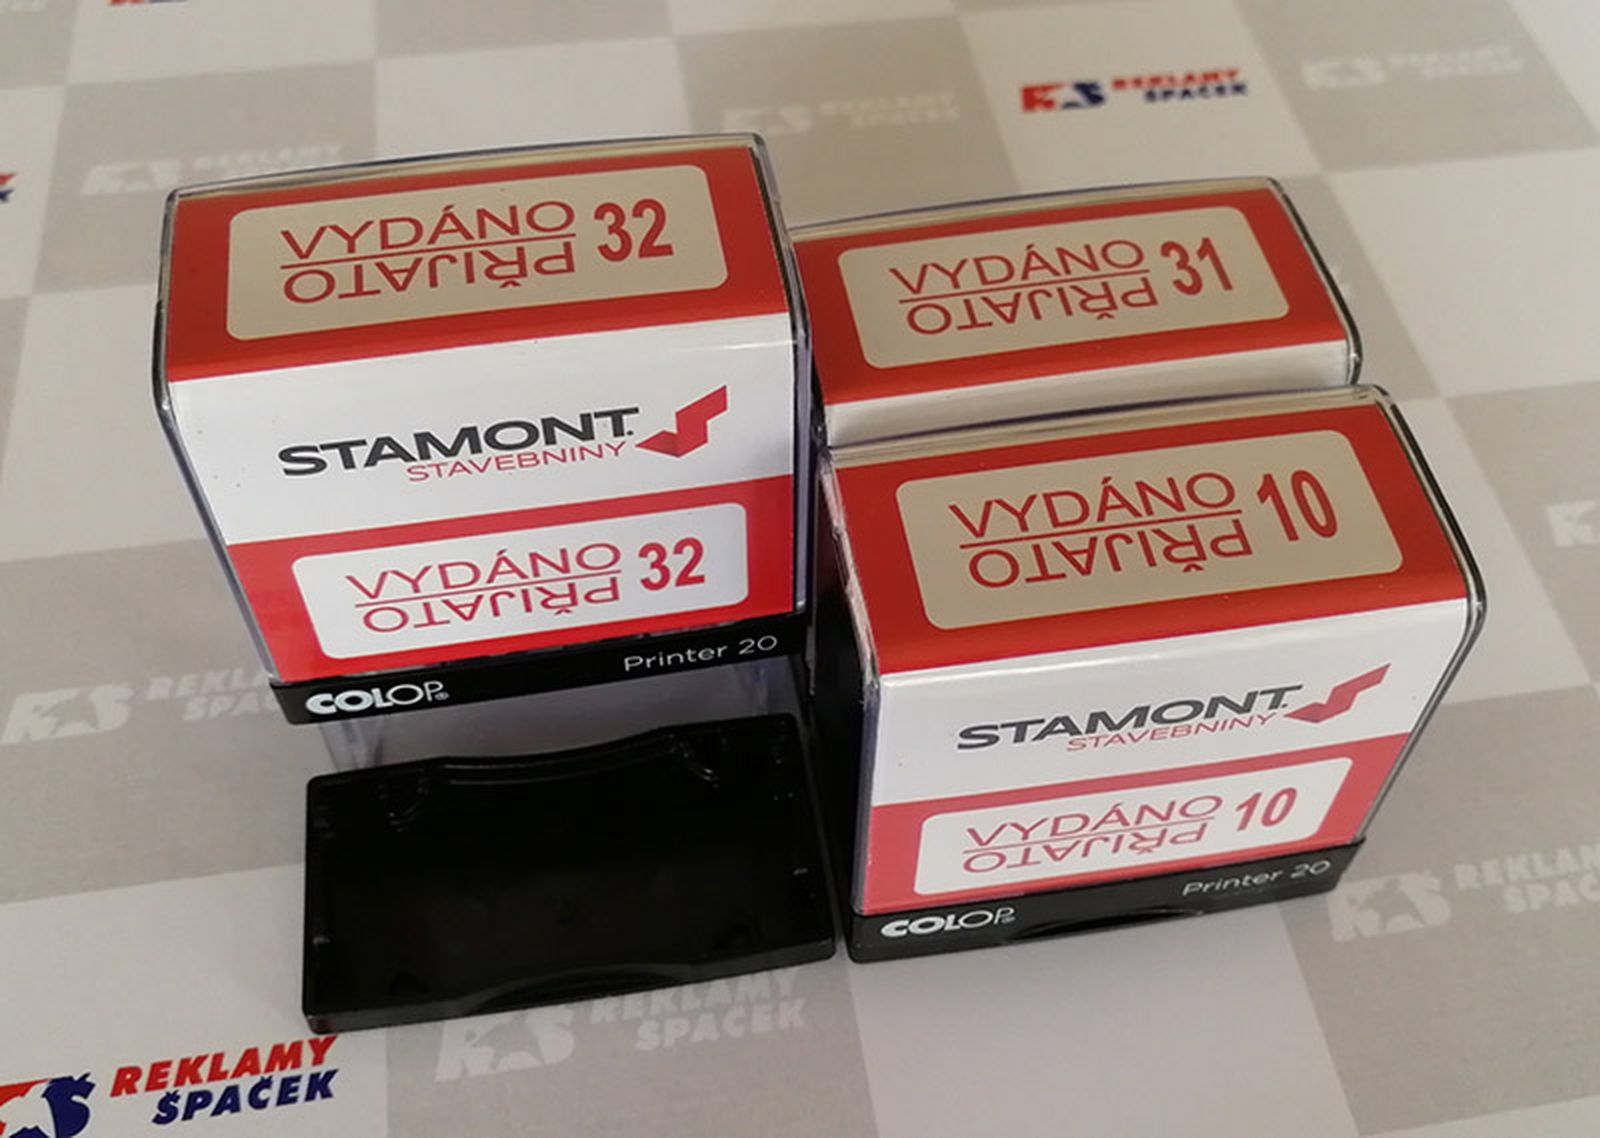 REKLAMY
ŠPAČEK
REKLAMY
REKLAMY
VYDÁNO 32
PŘIJATO
VYDÁNO 31
PŘIJATO
STAMONT
STAVEBNINY
VYDÁNO 32
PŘIJATO
COLOP® Printer 20
VYDÁNO 10
PŘIJATO
STAMONT
STAVEBNINY
VYDÁNO 10
PŘIJATO
COLOP® Printer 20
REKLAMY
ŠPAČEK
REKLAMY
ŠPAČEK